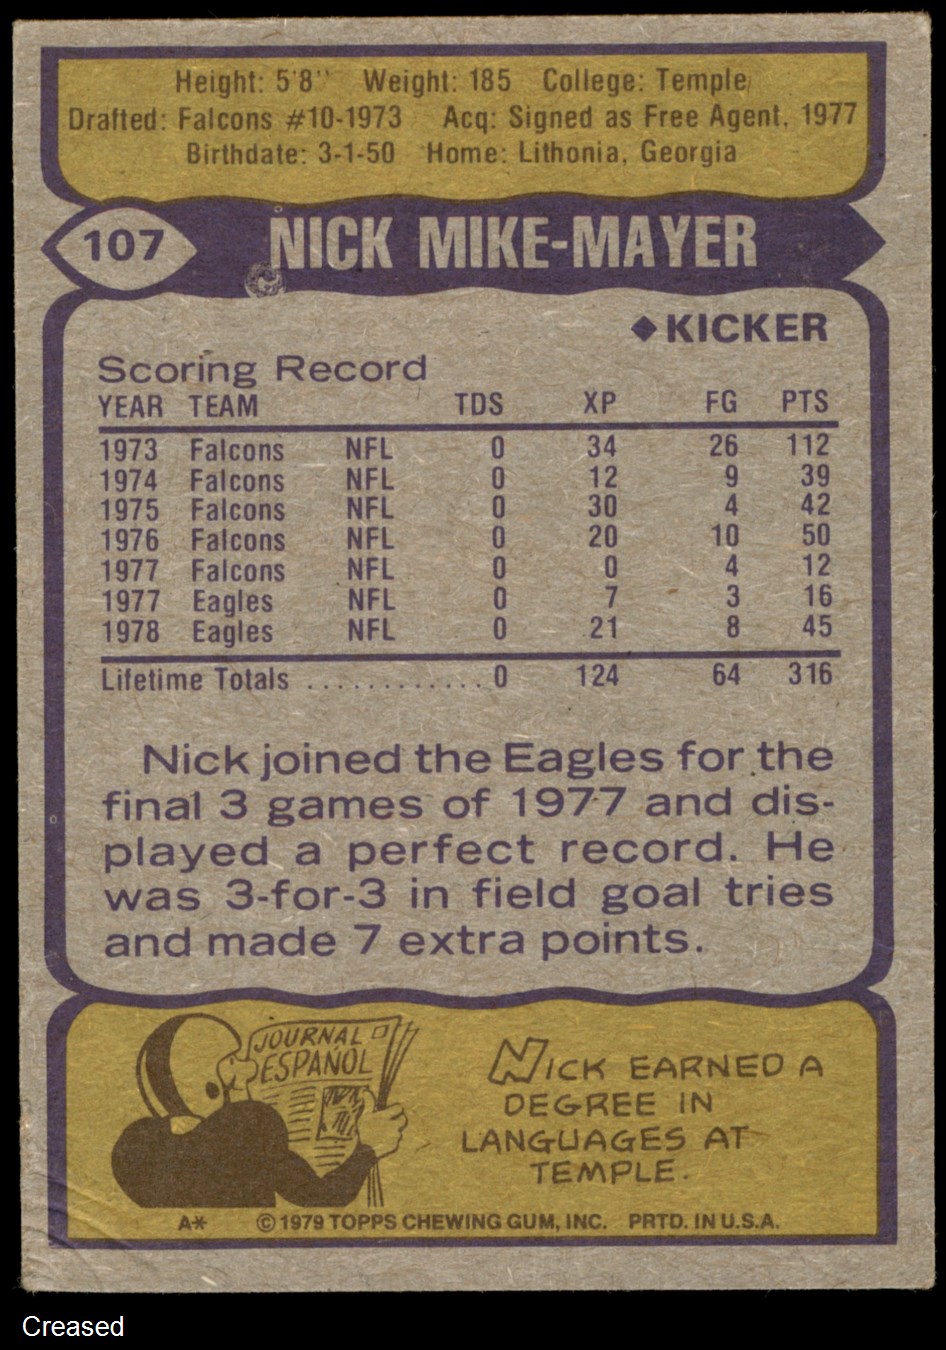 Height: 5'8" Weight: 185 College: Temple
Drafted: Falcons #10-1973 Acq: Signed as Free Agent, 1977
Birthdate: 3-1-50 Home: Lithonia, Georgia
107 NICK MIKE-MAYER
◆KICKER
Scoring Record
YEAR TEAM TDS XP FG PTS
1973 Falcons NFL 0 34 26 112
1974 Falcons NFL 0 12 9 39
1975 Falcons NFL 0 30 4 42
1976 Falcons NFL 0 20 10 50
1977 Falcons NFL 0 0 4 12
1977 Eagles NFL 0 7 3 16
1978 Eagles NFL 0 21 8 45
Lifetime Totals ............. 0 124 64 316
Nick joined the Eagles for the
final 3 games of 1977 and dis-
played a perfect record. He
was 3-for-3 in field goal tries
and made 7 extra points.
JOURNAL
ESPAÑOL
NICK EARNED A
DEGREE IN
LANGUAGES AT
TEMPLE.
A* © 1979 TOPPS CHEWING GUM, INC. PRTD. IN U.S.A.
Creased